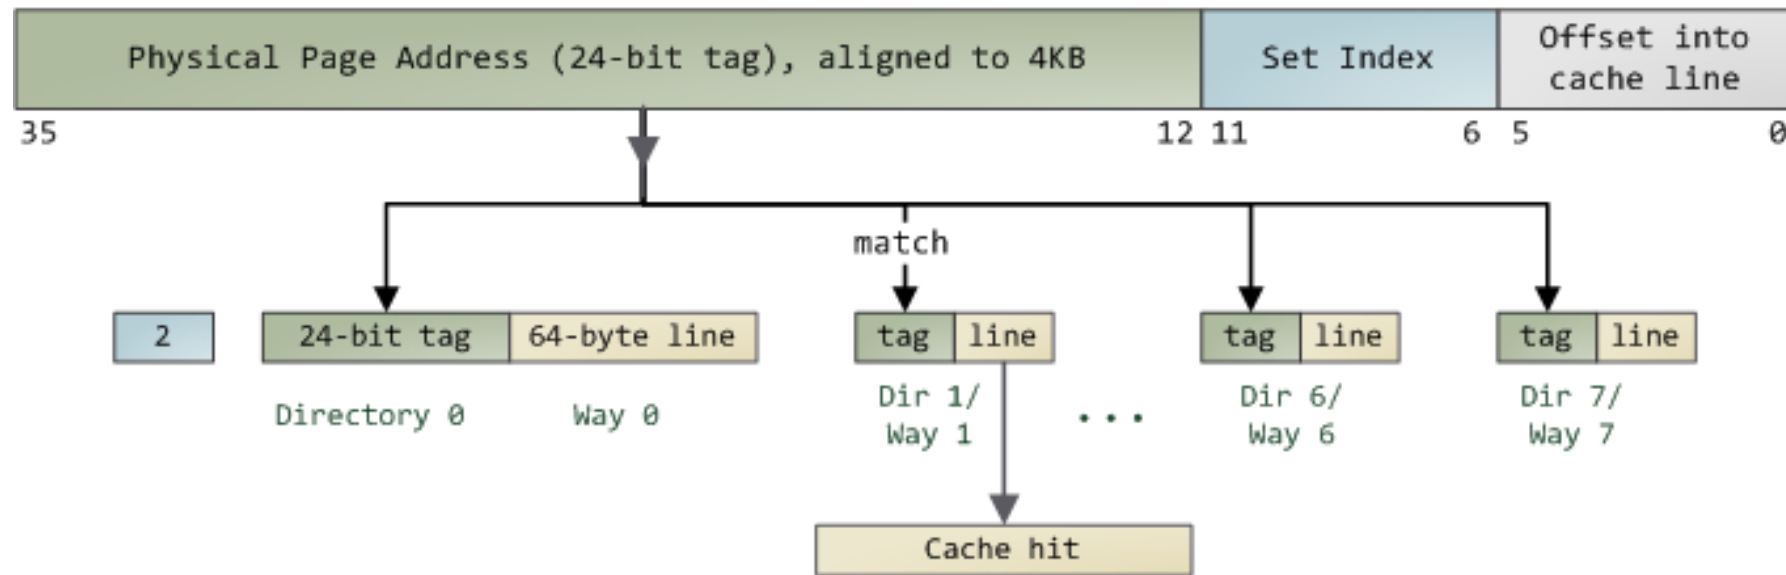 Physical Page Address (24-bit tag), aligned to 4KB
Set Index
Offset into
cache line
35
12
11
6
5
0
match
2
24-bit tag
64-byte line
tag
line
tag
line
tag
line
Directory 0
Way 0
Dir 1/
Way 1
...
Dir 6/
Way 6
Dir 7/
Way 7
Cache hit